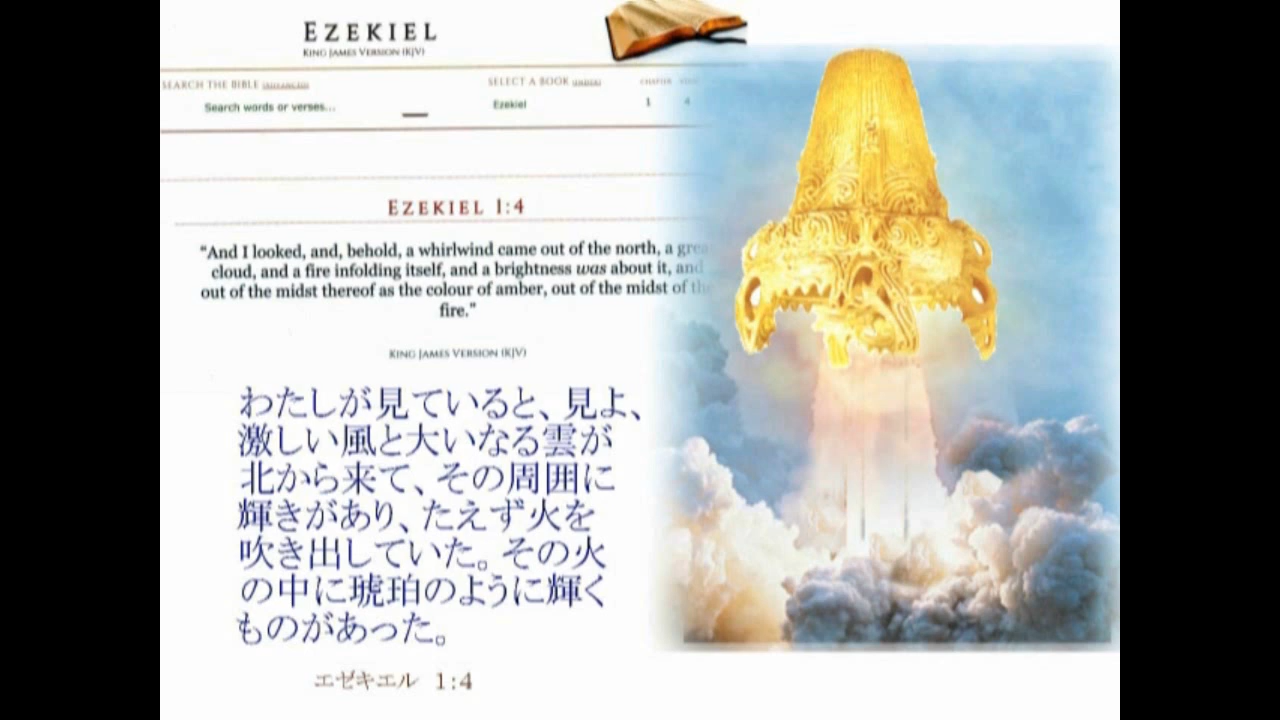 EZEKIEL
KING JAMES VERSION (KJV)
SEARCH THE BIBLE
SELECT A BOOK
CHAPTER
Search words or verses...
Ezekiel
1
4
EZEKIEL 1:4
“And I looked, and, behold, a whirlwind came out of the north, a great
cloud, and a fire infolding itself, and a brightness was about it, and
out of the midst thereof as the colour of amber, out of the midst of the
fire.”
KING JAMES VERSION (KJV)
わたしが見ていると、見よ、
激しい風と大いなる雲が
北から来て、その周囲に
輝きがあり、たえず火を
吹き出していた。その火
の中に琥珀のように輝く
ものがあった。
エゼキエル 1:4